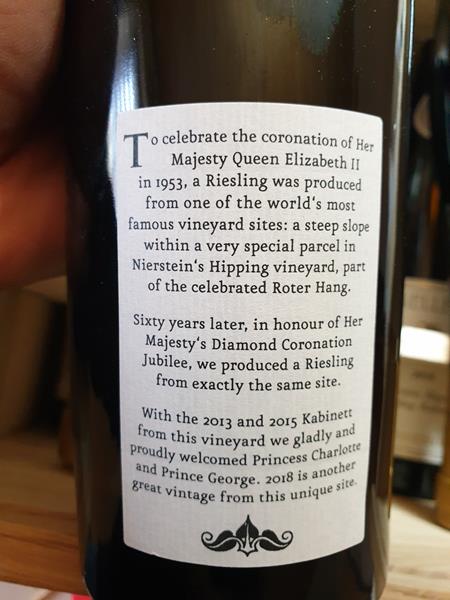 To celebrate the coronation of Her
Majesty Queen Elizabeth II
in 1953, a Riesling was produced
from one of the world's most
famous vineyard sites: a steep slope
within a very special parcel in
Nierstein's Hipping vineyard, part
of the celebrated Roter Hang.
Sixty years later, in honour of Her
Majesty's Diamond Coronation
Jubilee, we produced a Riesling
from exactly the same site.
With the 2013 and 2015 Kabinett
from this vineyard we gladly and
proudly welcomed Princess Charlotte
and Prince George. 2018 is another
great vintage from this unique site.